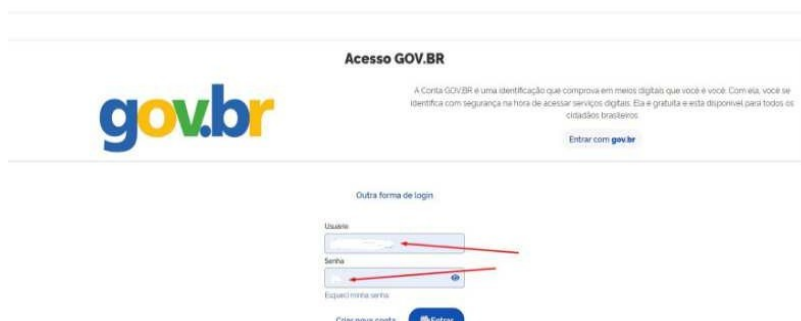 Acesso GOV.BR
gov.br
A Conta GOV.BR é uma identificação que comprova em meios digitais que você é você. Com ela, você se
identifica com segurança na hora de acessar serviços digitais. Ela é gratuita e está disponível para todos os
cidadãos brasileiros.
Entrar com gov.br
Outra forma de login
Usuário
Senha
Esqueci minha senha
Criar nova conta
Entrar